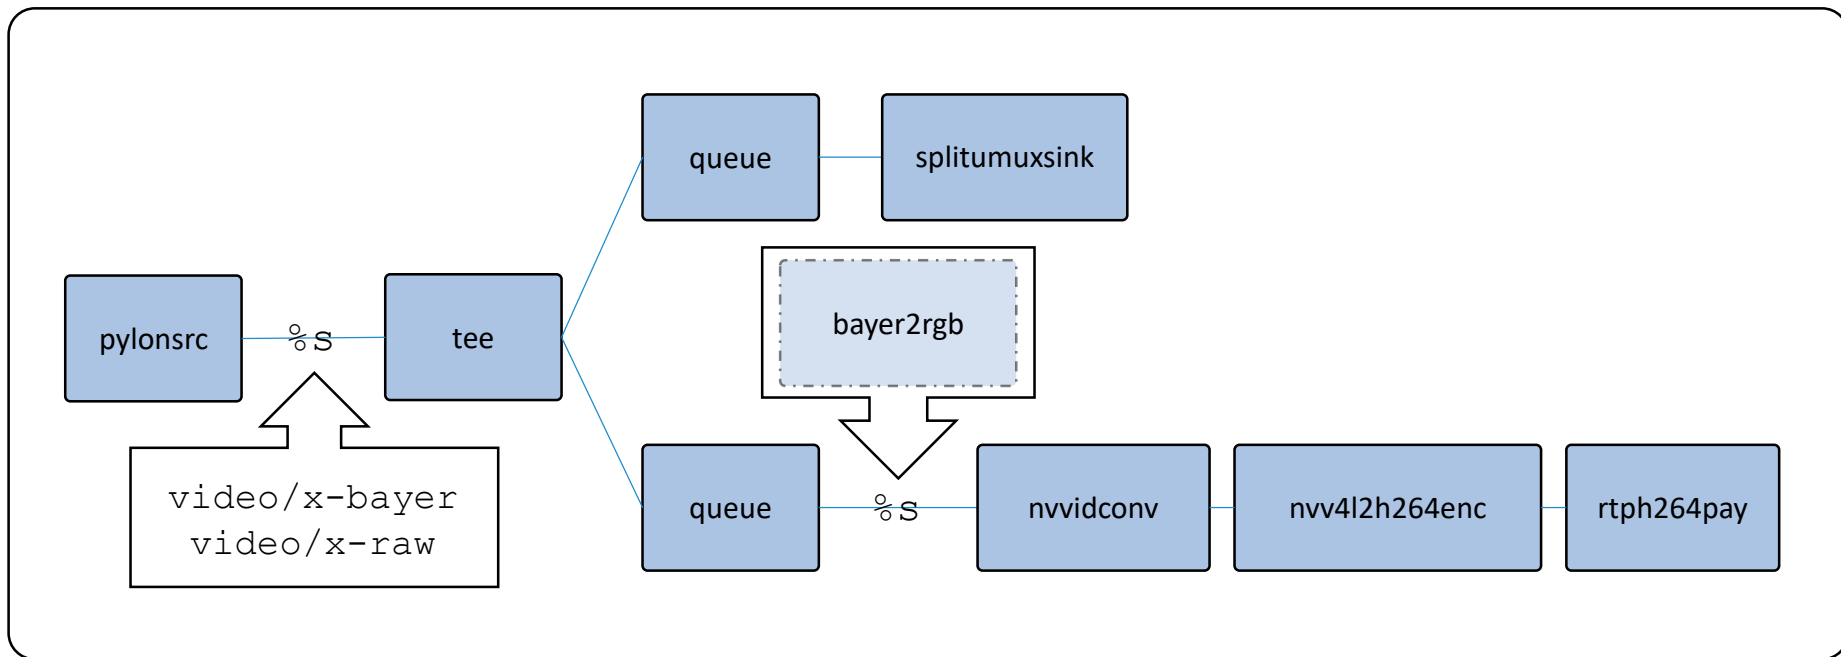 queue
splitumuxsink
bayer2rgb
pylonsrc
%s
tee
video/x-bayer
video/x-raw
queue
%s
nvvidconv
nvv4l2h264enc
rtph264pay